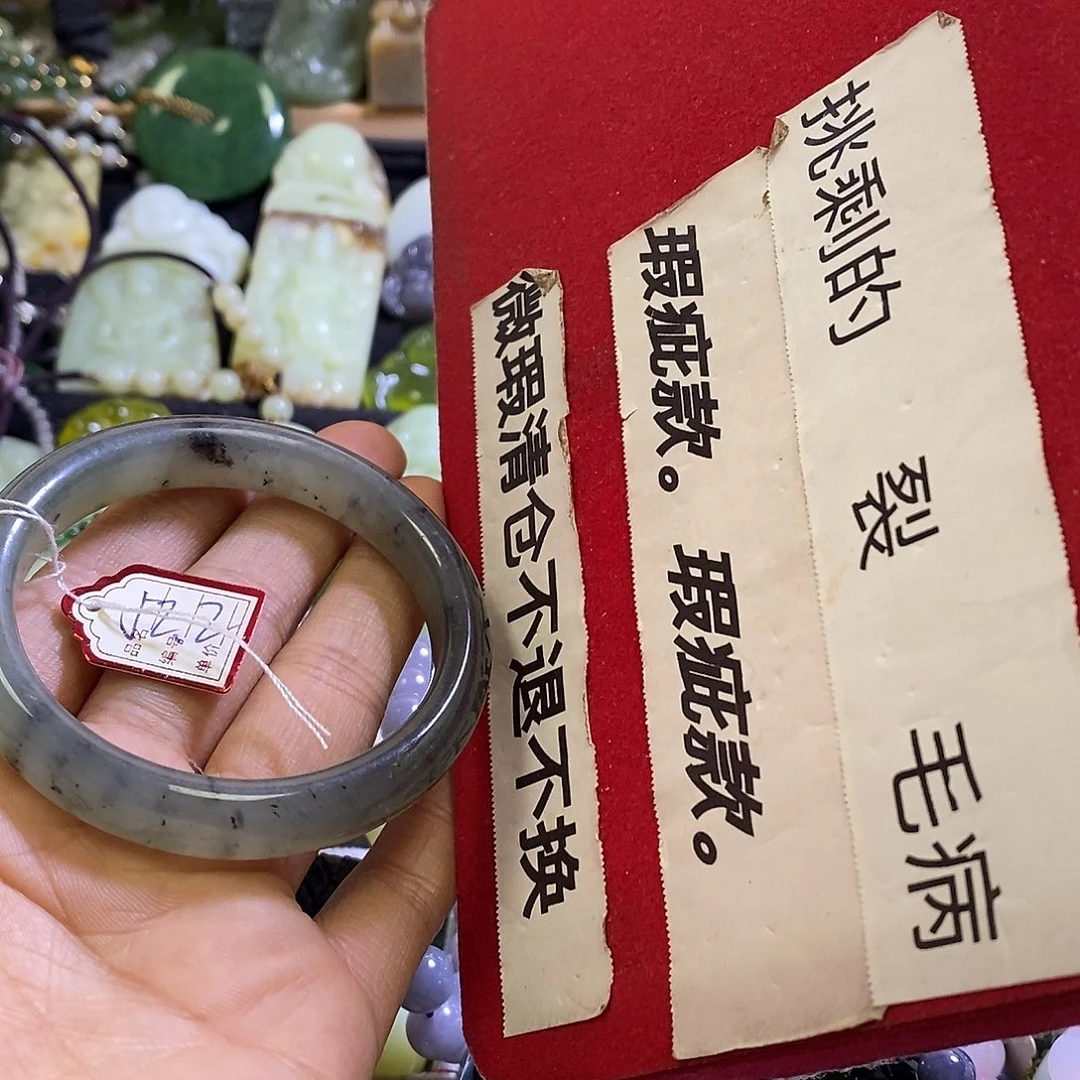 挑剩的 裂 毛病
瑕疵款。 瑕疵款。
微瑕清仓不退不换